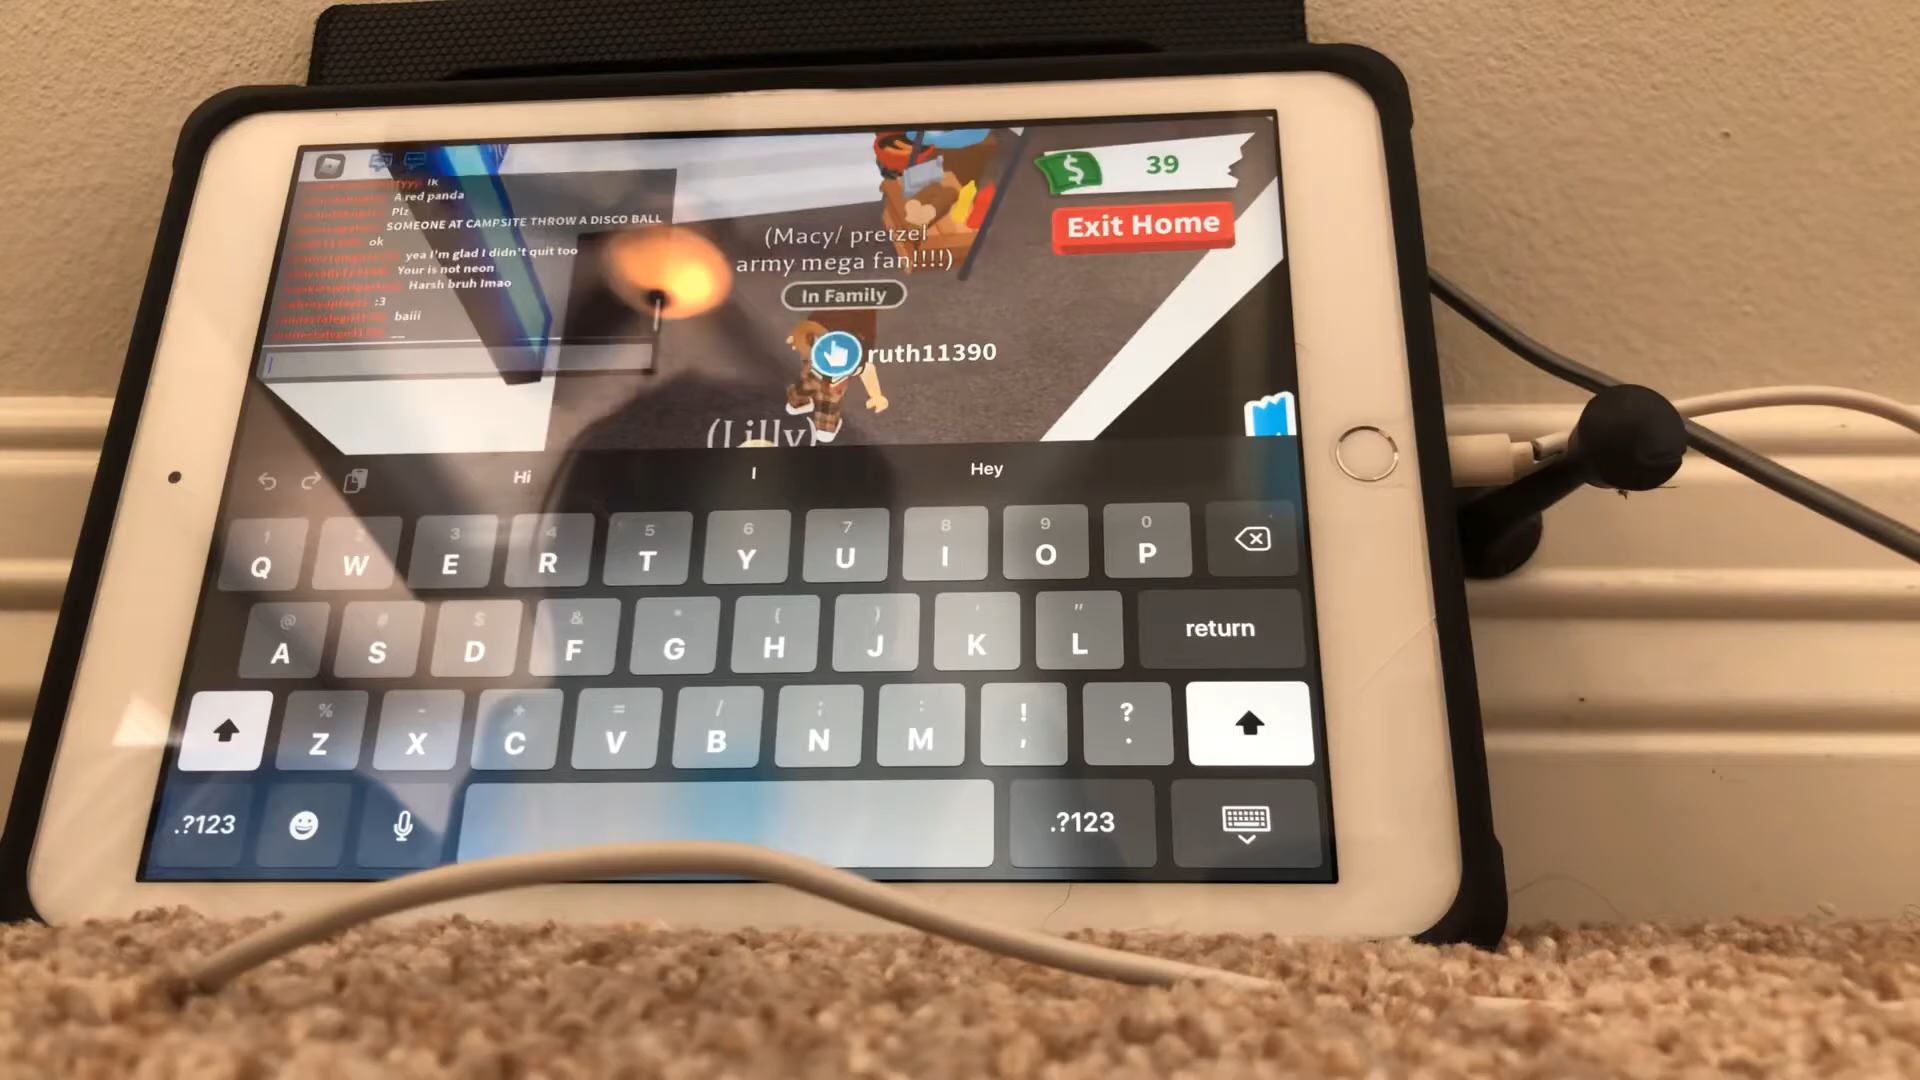 lk
A red panda
Plz
SOMEONE AT CAMPSITE THROW A DISCO BALL
ok
yea I'm glad I didn't quit too
Your is not neon
Harsh bruh lmao
:3
baiii
__
$ 39
Exit Home
(Macy/ pretzel
army mega fan!!!!)
In Family
ruth11390
(Lilly)
Hi I Hey
1 2 3 4 5 6 7 8 9 0
Q W E R T Y U I O P
@ # $ & * ( ) ' "
A S D F G H J K L return
% - + = / ; : ! ?
Z X C V B N M , .
.?123 .?123